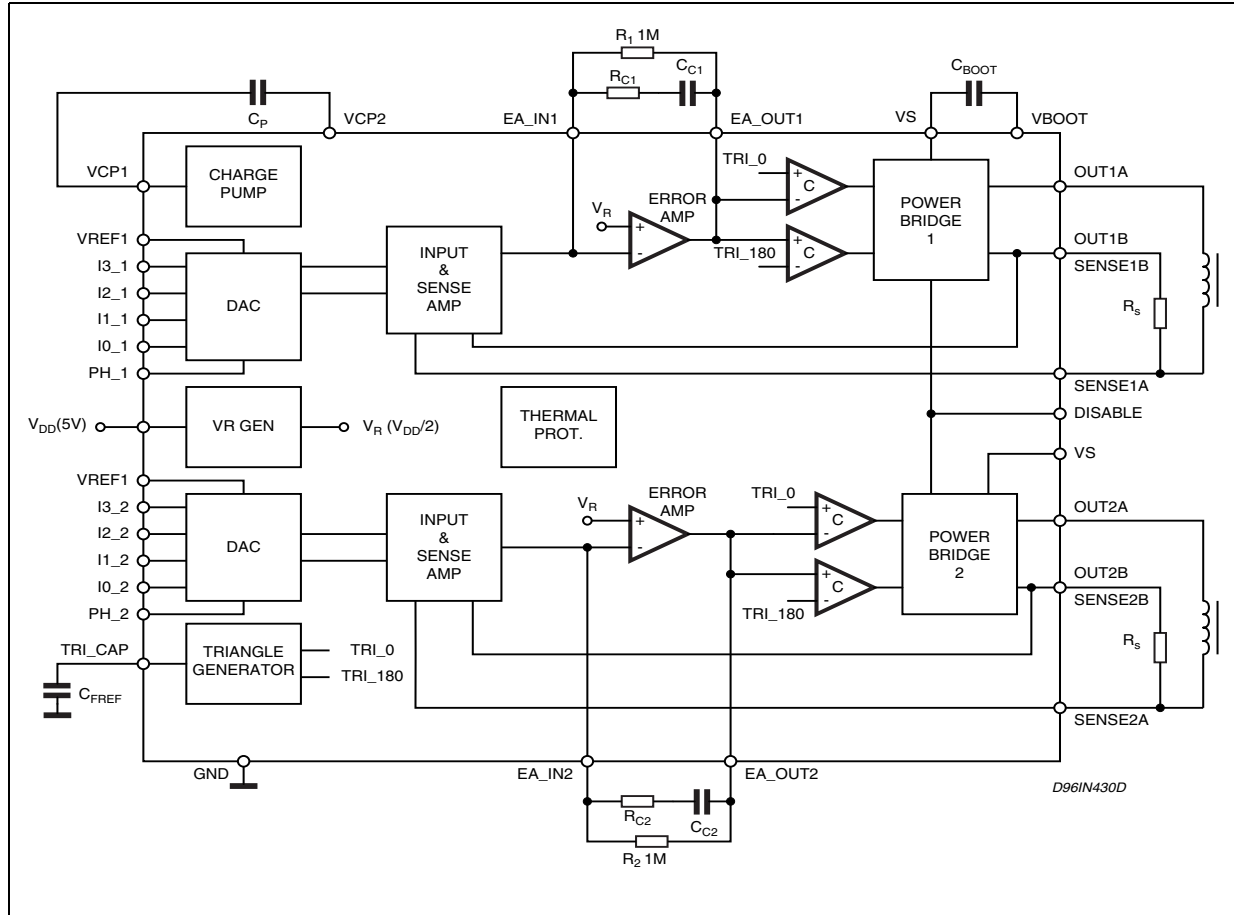 R1 1M
RC1
CC1
CBOOT
CP
VCP2
EA_IN1
EA_OUT1
VS
VBOOT
VCP1
CHARGE
PUMP
TRI_0
+
-
C
POWER
BRIDGE
1
OUT1A
VREF1
I3_1
I2_1
I1_1
I0_1
PH_1
DAC
INPUT
&
SENSE
AMP
VR
+
-
ERROR
AMP
TRI_180
+
-
C
OUT1B
SENSE1B
Rs
SENSE1A
DISABLE
VS
VDD(5V)
VR GEN
VR (VDD/2)
THERMAL
PROT.
VREF1
I3_2
I2_2
I1_2
I0_2
PH_2
DAC
INPUT
&
SENSE
AMP
VR
+
-
ERROR
AMP
TRI_0
+
-
C
TRI_180
+
-
C
POWER
BRIDGE
2
OUT2A
OUT2B
SENSE2B
Rs
SENSE2A
TRI_CAP
CFREF
TRIANGLE
GENERATOR
TRI_0
TRI_180
GND
EA_IN2
EA_OUT2
RC2
CC2
R2 1M
D96IN430D